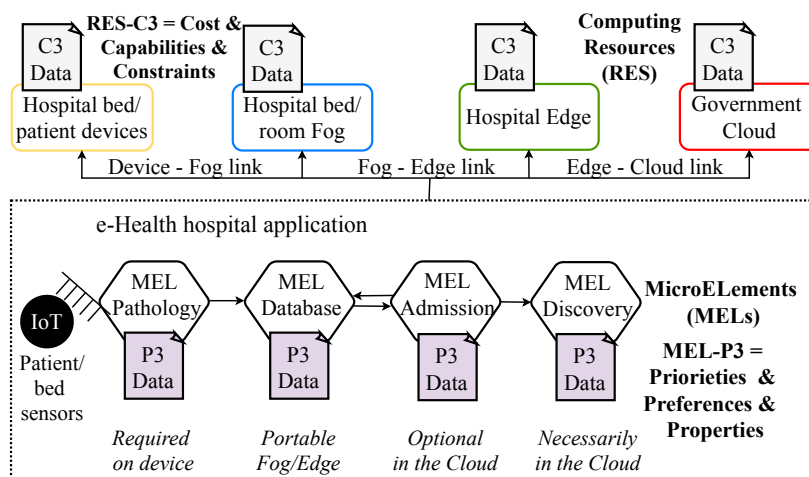 C3
Data
RES-C3 = Cost &
Capabilities &
Constraints
C3
Data
C3
Data
Computing
Resources
(RES)
C3
Data
Hospital bed/
patient devices
Hospital bed/
room Fog
Hospital Edge
Government
Cloud
Device - Fog link
Fog - Edge link
Edge - Cloud link
e-Health hospital application
IoT
Patient/
bed
sensors
MEL
Pathology
MEL
Database
MEL
Admission
MEL
Discovery
MicroELements
(MELs)
P3
Data
P3
Data
P3
Data
P3
Data
MEL-P3 =
Priorieties &
Preferences &
Properties
Required
on device
Portable
Fog/Edge
Optional
in the Cloud
Necessarily
in the Cloud